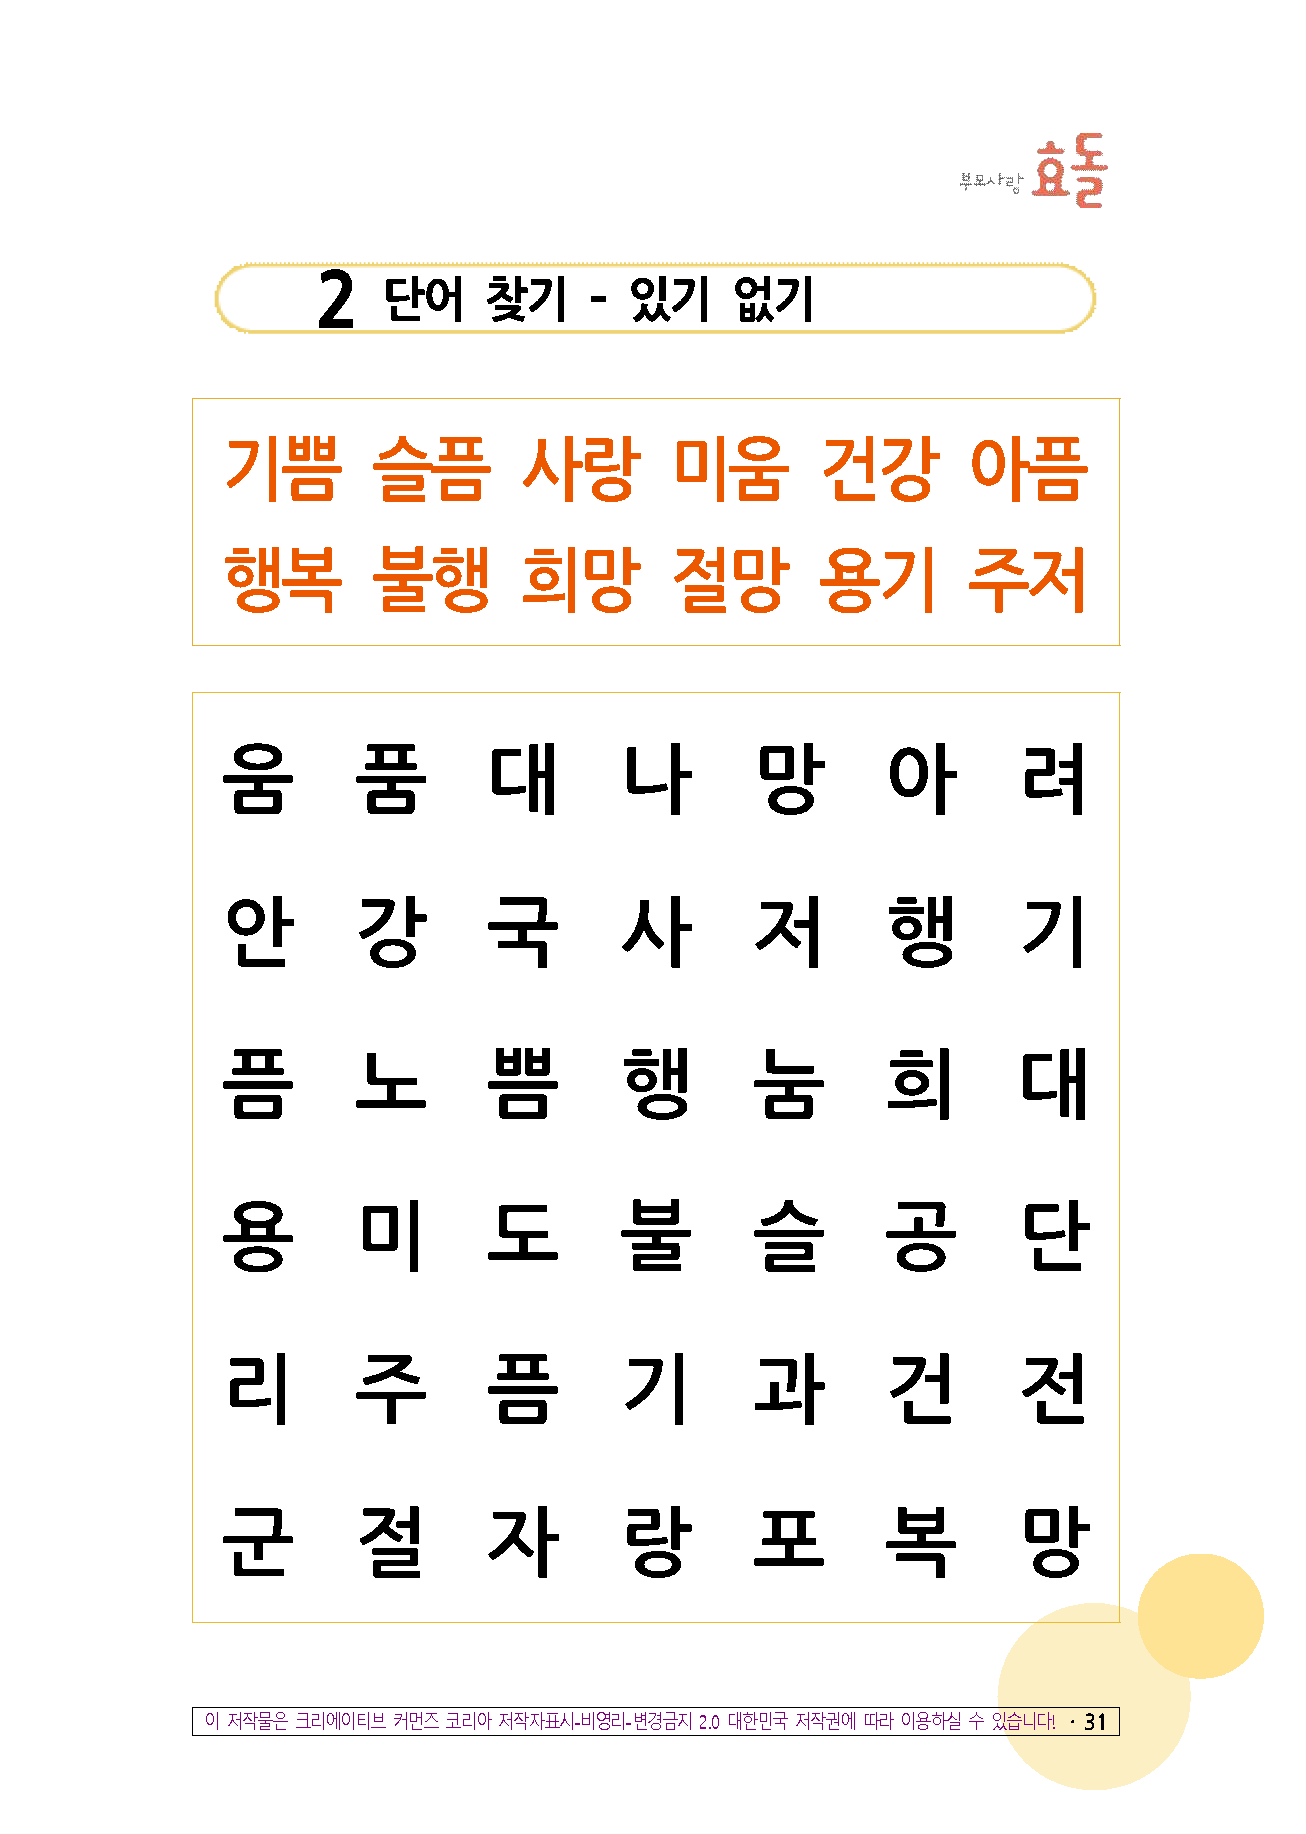 부모사랑 효돌
2 단어 찾기 - 있기 없기
기쁨 슬픔 사랑 미움 건강 아픔
행복 불행 희망 절망 용기 주저
움 품 대 나 망 아 려
안 강 국 사 저 행 기
픔 노 쁨 행 눔 희 대
용 미 도 불 슬 공 단
리 주 픔 기 과 건 전
군 절 자 랑 포 복 망
이 저작물은 크리에이티브 커먼즈 코리아 저작자표시-비영리-변경금지 2.0 대한민국 저작권에 따라 이용하실 수 있습니다! · 31